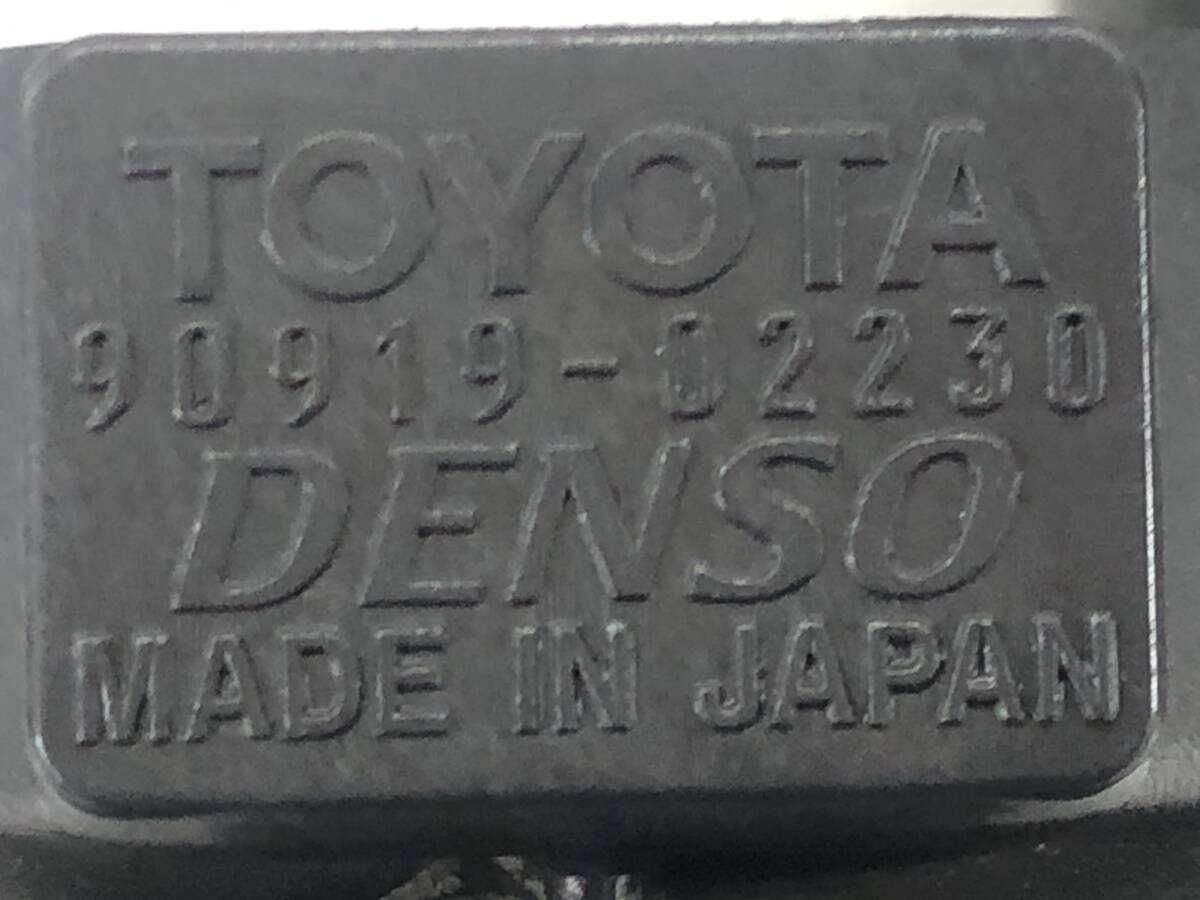 TOYOTA
90919-02230
DENSO
MADE IN JAPAN